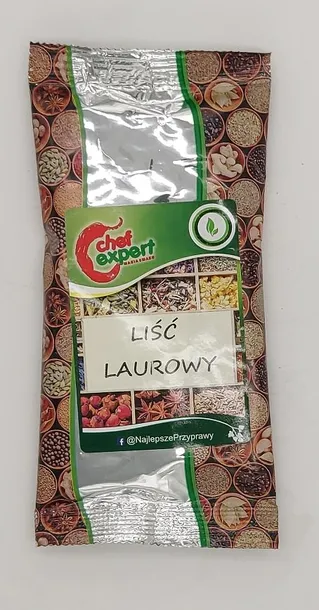 chef
expert
LIŚĆ
LAUROWY
f @NajlepszePrzyprawy